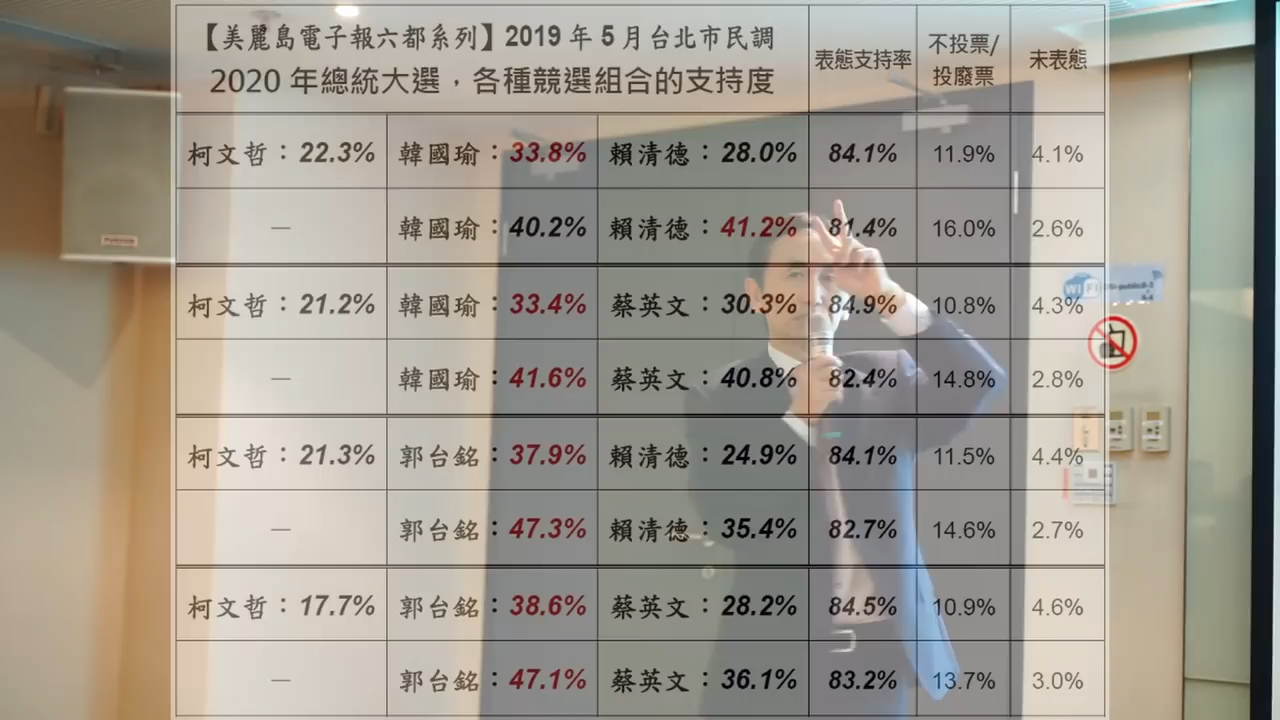 【美麗島電子報六都系列】2019年5月台北市民調
2020年總統大選，各種競選組合的支持度
表態支持率
不投票/
投廢票
未表態
柯文哲：22.3% 韓國瑜：33.8% 賴清德：28.0% 84.1% 11.9% 4.1%
— 韓國瑜：40.2% 賴清德：41.2% 81.4% 16.0% 2.6%
柯文哲：21.2% 韓國瑜：33.4% 蔡英文：30.3% 84.9% 10.8% 4.3%
— 韓國瑜：41.6% 蔡英文：40.8% 82.4% 14.8% 2.8%
柯文哲：21.3% 郭台銘：37.9% 賴清德：24.9% 84.1% 11.5% 4.4%
— 郭台銘：47.3% 賴清德：35.4% 82.7% 14.6% 2.7%
柯文哲：17.7% 郭台銘：38.6% 蔡英文：28.2% 84.5% 10.9% 4.6%
— 郭台銘：47.1% 蔡英文：36.1% 83.2% 13.7% 3.0%
WIFI